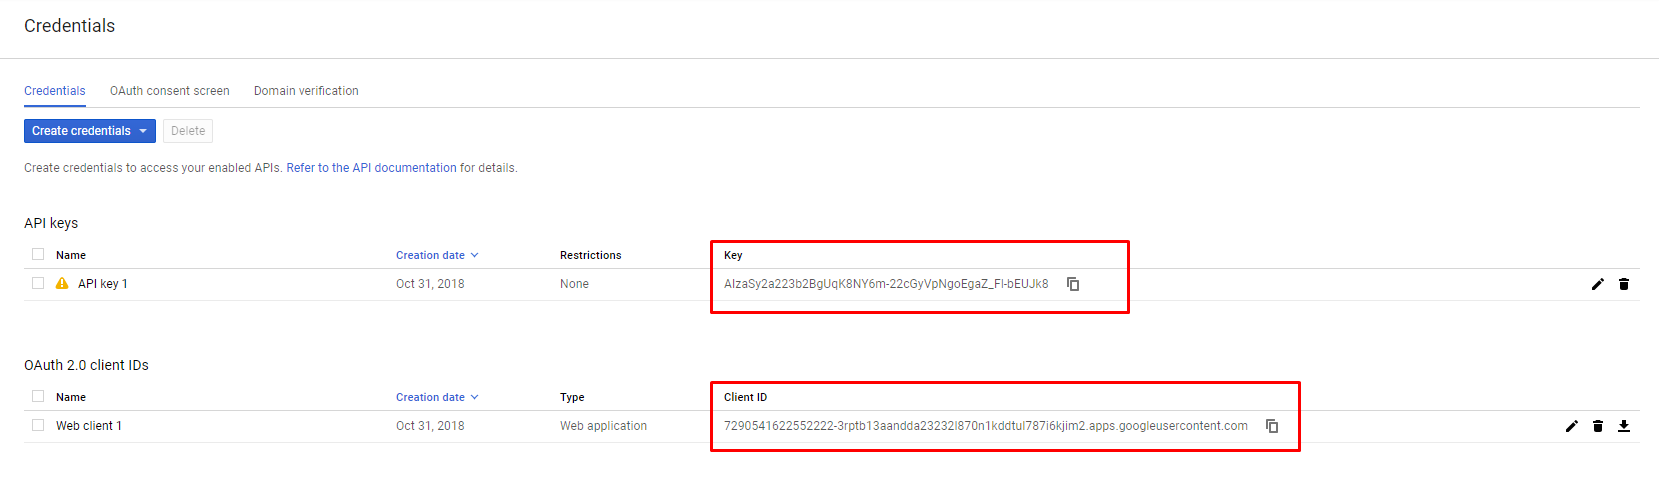 Credentials
Credentials OAuth consent screen Domain verification
Create credentials Delete
Create credentials to access your enabled APIs. Refer to the API documentation for details.
API keys
Name Creation date Restrictions Key
API key 1 Oct 31, 2018 None AIzaSy2a223b2BgUqK8NY6m-22cGyVpNgoEgaZ_FI-bEUJk8
OAuth 2.0 client IDs
Name Creation date Type Client ID
Web client 1 Oct 31, 2018 Web application 7290541622552222-3rptb13aandda23232l870n1kddtul787i6kjim2.apps.googleusercontent.com